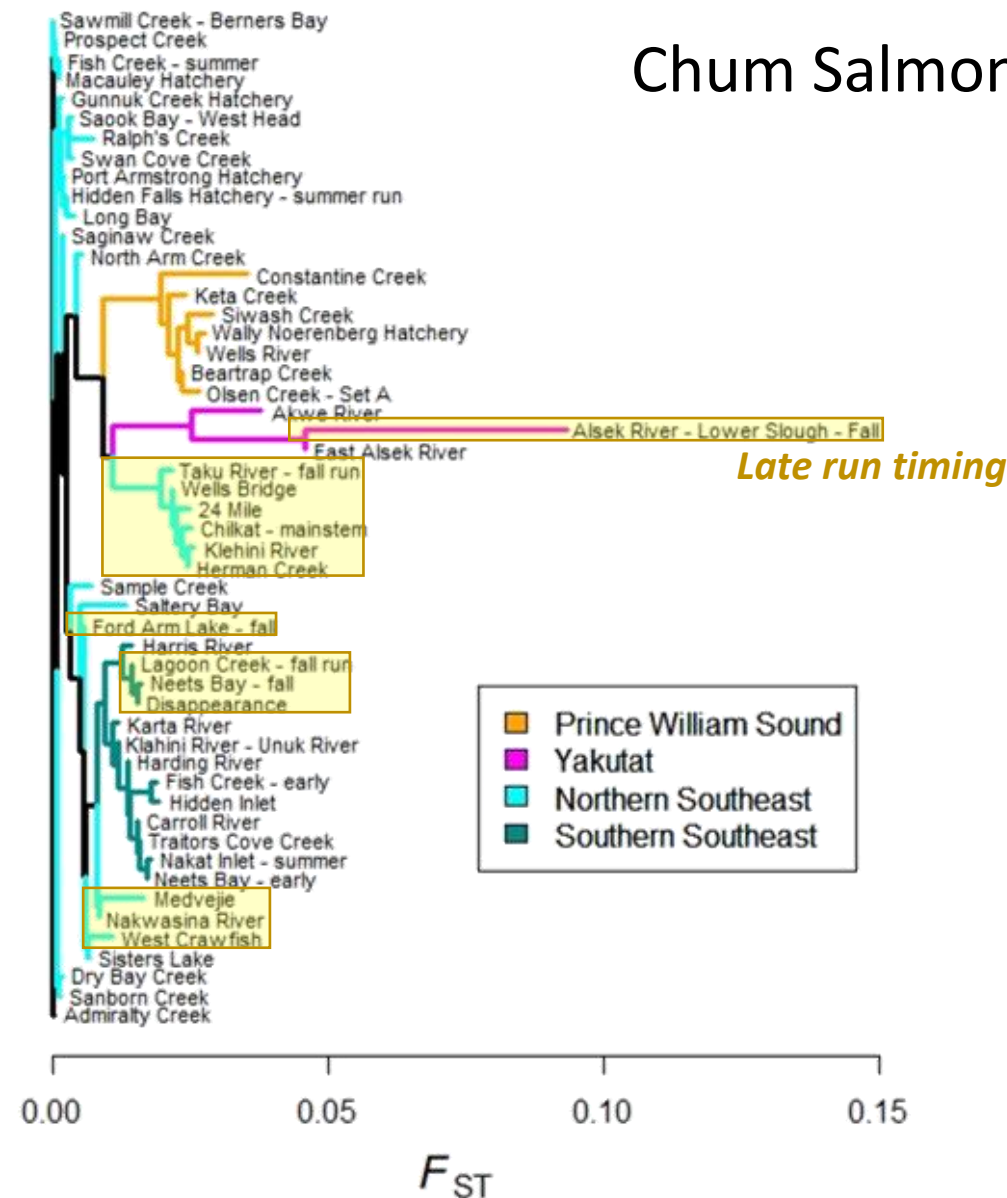 Chum Salmon
Sawmill Creek - Berners Bay
Prospect Creek
Fish Creek - summer
Macauley Hatchery
Gunnuk Creek Hatchery
Saook Bay - West Head
Ralph's Creek
Swan Cove Creek
Port Armstrong Hatchery
Hidden Falls Hatchery - summer run
Long Bay
Saginaw Creek
North Arm Creek
Constantine Creek
Keta Creek
Siwash Creek
Wally Noerenberg Hatchery
Wells River
Beartrap Creek
Olsen Creek - Set A
Akwe River
Alsek River - Lower Slough - Fall
East Alsek River
Late run timing
Taku River - fall run
Wells Bridge
24 Mile
Chilkat - mainstem
Klehini River
Herman Creek
Sample Creek
Saltery Bay
Ford Arm Lake - fall
Harris River
Lagoon Creek - fall run
Neets Bay - fall
Disappearance
Karta River
Klahini River - Unuk River
Harding River
Fish Creek - early
Hidden Inlet
Carroll River
Traitors Cove Creek
Nakat Inlet - summer
Neets Bay - early
Medvejie
Nakwasina River
West Crawfish
Sisters Lake
Dry Bay Creek
Sanborn Creek
Admiralty Creek
Prince William Sound
Yakutat
Northern Southeast
Southern Southeast
0.00 0.05 0.10 0.15
FST